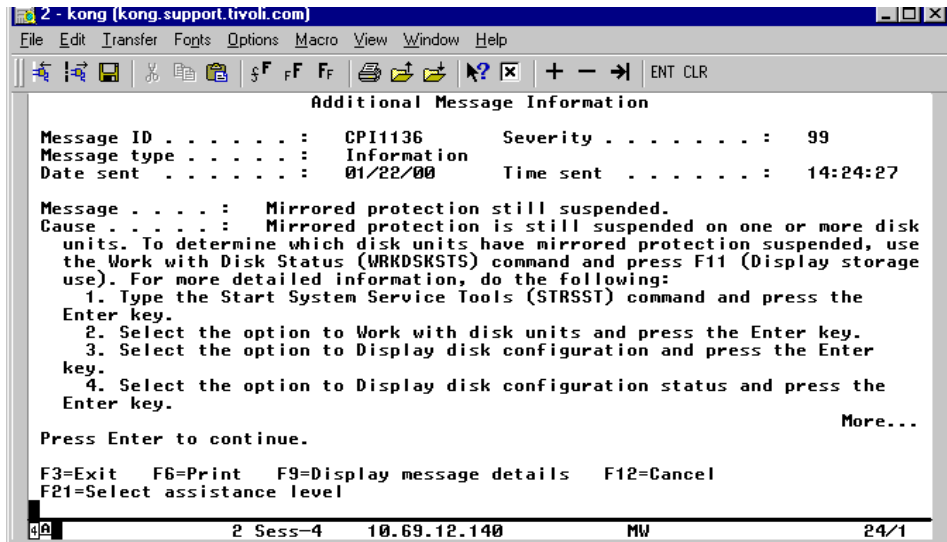 2 - kong (kong.support.tivoli.com)
File Edit Transfer Fonts Options Macro View Window Help
ENT CLR
Additional Message Information
Message ID . . . . . . : CPI1136 Severity . . . . . . . : 99
Message type . . . . . : Information
Date sent . . . . . . : 01/22/00 Time sent . . . . . . : 14:24:27
Message . . . . : Mirrored protection still suspended.
Cause . . . . . : Mirrored protection is still suspended on one or more disk
units. To determine which disk units have mirrored protection suspended, use
the Work with Disk Status (WRKDSKSTS) command and press F11 (Display storage
use). For more detailed information, do the following:
1. Type the Start System Service Tools (STRSST) command and press the
Enter key.
2. Select the option to Work with disk units and press the Enter key.
3. Select the option to Display disk configuration and press the Enter
key.
4. Select the option to Display disk configuration status and press the
Enter key.
More...
Press Enter to continue.
F3=Exit F6=Print F9=Display message details F12=Cancel
F21=Select assistance level
4A 2 Sess-4 10.69.12.140 MW 24/1